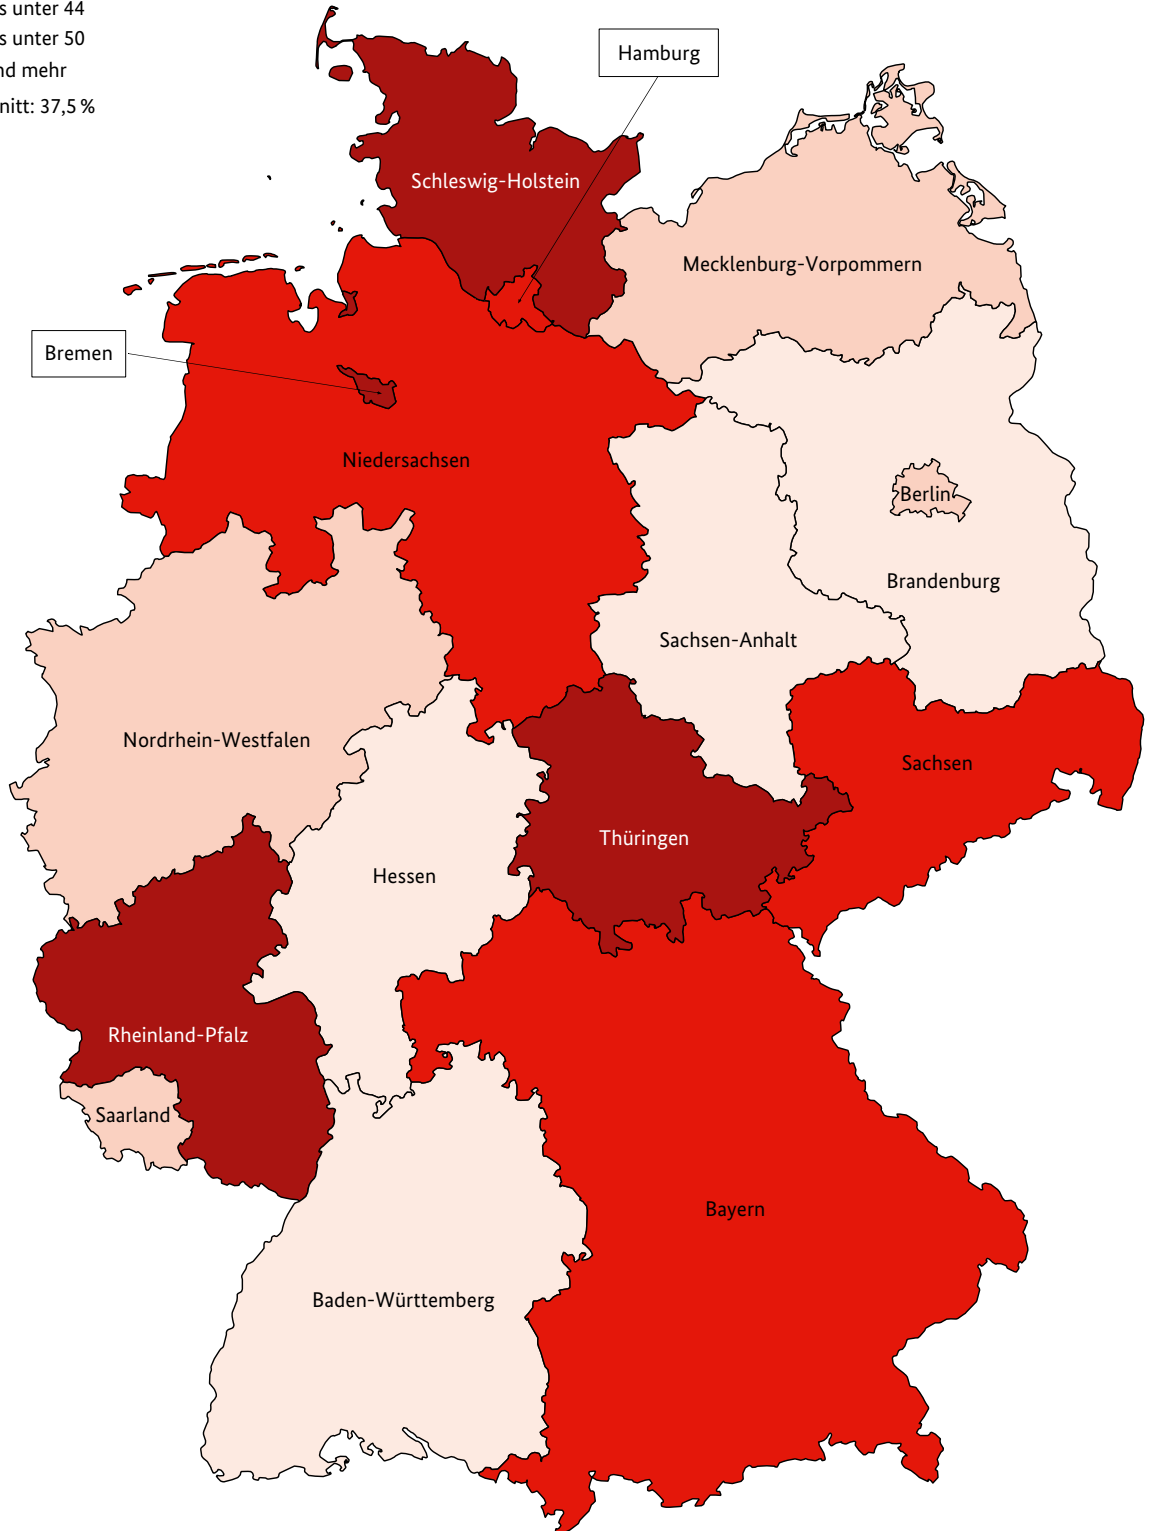 s unter 44
s unter 50
nd mehr
nitt: 37,5 %
Hamburg
Schleswig-Holstein
Mecklenburg-Vorpommern
Bremen
Niedersachsen
Berlin
Brandenburg
Sachsen-Anhalt
Nordrhein-Westfalen
Sachsen
Thüringen
Hessen
Rheinland-Pfalz
Saarland
Bayern
Baden-Württemberg